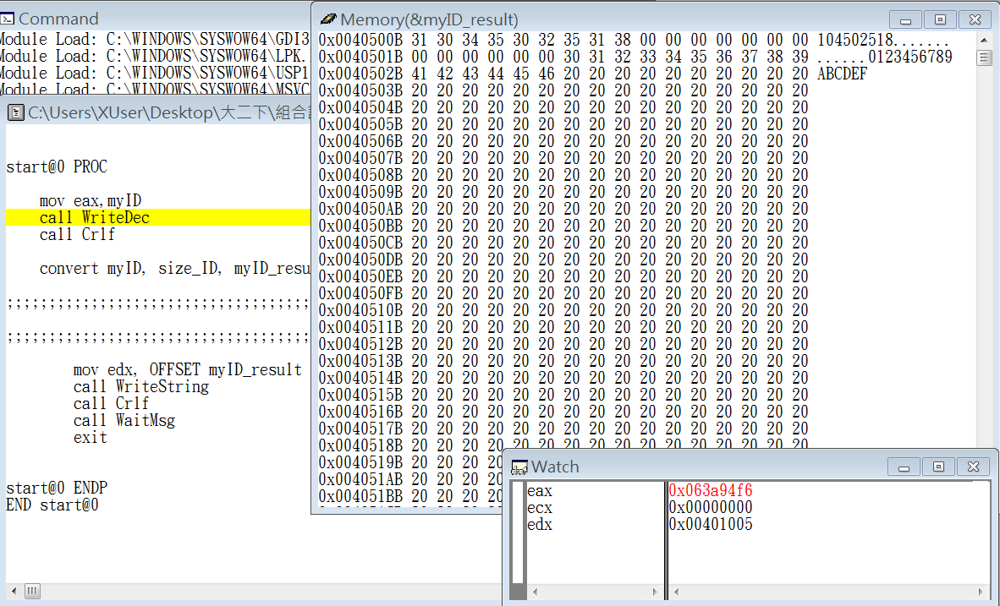 Command
Module Load: C:\WINDOWS\SYSWOW64\GDI3
Module Load: C:\WINDOWS\SYSWOW64\LPK.
Module Load: C:\WINDOWS\SYSWOW64\USP1
Module Load: C:\WINDOWS\SYSWOW64\MSVC
C:\Users\XUser\Desktop\大二下\組合
start@0 PROC
mov eax,myID
call WriteDec
call Crlf
convert myID, size_ID, myID_resu
;;;;;;;;;;;;;;;;;;;;;;;;;;;;;;;;;;;;
;;;;;;;;;;;;;;;;;;;;;;;;;;;;;;;;;;;;
mov edx, OFFSET myID_result
call WriteString
call Crlf
call WaitMsg
exit
start@0 ENDP
END start@0
Memory(&myID_result)
0x0040500B 31 30 34 35 30 32 35 31 38 00 00 00 00 00 00 00 104502518.......
0x0040501B 00 00 00 00 00 00 30 31 32 33 34 35 36 37 38 39 ......0123456789
0x0040502B 41 42 43 44 45 46 20 20 20 20 20 20 20 20 20 20 ABCDEF
0x0040503B 20 20 20 20 20 20 20 20 20 20 20 20 20 20 20 20
0x0040504B 20 20 20 20 20 20 20 20 20 20 20 20 20 20 20 20
0x0040505B 20 20 20 20 20 20 20 20 20 20 20 20 20 20 20 20
0x0040506B 20 20 20 20 20 20 20 20 20 20 20 20 20 20 20 20
0x0040507B 20 20 20 20 20 20 20 20 20 20 20 20 20 20 20 20
0x0040508B 20 20 20 20 20 20 20 20 20 20 20 20 20 20 20 20
0x0040509B 20 20 20 20 20 20 20 20 20 20 20 20 20 20 20 20
0x004050AB 20 20 20 20 20 20 20 20 20 20 20 20 20 20 20 20
0x004050BB 20 20 20 20 20 20 20 20 20 20 20 20 20 20 20 20
0x004050CB 20 20 20 20 20 20 20 20 20 20 20 20 20 20 20 20
0x004050DB 20 20 20 20 20 20 20 20 20 20 20 20 20 20 20 20
0x004050EB 20 20 20 20 20 20 20 20 20 20 20 20 20 20 20 20
0x004050FB 20 20 20 20 20 20 20 20 20 20 20 20 20 20 20 20
0x0040510B 20 20 20 20 20 20 20 20 20 20 20 20 20 20 20 20
0x0040511B 20 20 20 20 20 20 20 20 20 20 20 20 20 20 20 20
0x0040512B 20 20 20 20 20 20 20 20 20 20 20 20 20 20 20 20
0x0040513B 20 20 20 20 20 20 20 20 20 20 20 20 20 20 20 20
0x0040514B 20 20 20 20 20 20 20 20 20 20 20 20 20 20 20 20
0x0040515B 20 20 20 20 20 20 20 20 20 20 20 20 20 20 20 20
0x0040516B 20 20 20 20 20 20 20 20 20 20 20 20 20 20 20 20
0x0040517B 20 20 20 20 20 20 20 20 20 20 20 20 20 20 20 20
0x0040518B 20 20 20 20 20 20 20 20 20 20 20 20 20 20 20 20
0x0040519B 20 20 20 20
0x004051AB 20 20 20 20
0x004051BB 20 20 20 20
Watch
eax 0x063a94f6
ecx 0x00000000
edx 0x00401005